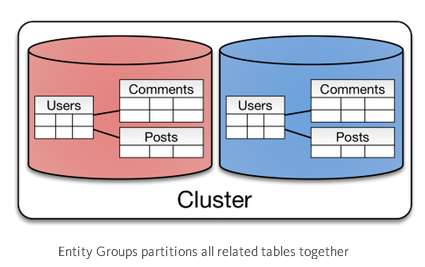 Comments
Users
Posts
Comments
Users
Posts
Cluster
Entity Groups partitions all related tables together